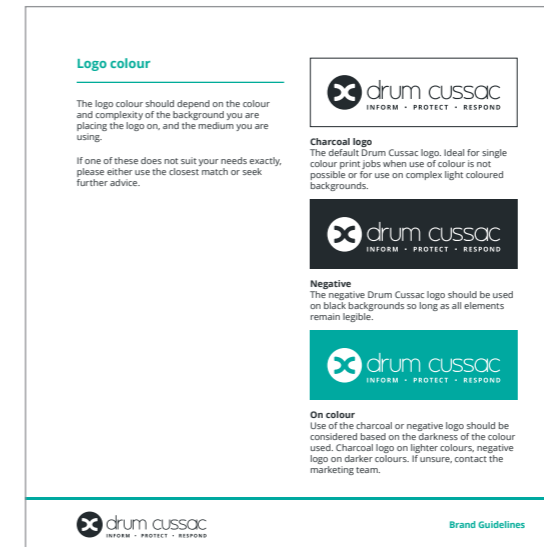 Logo colour
The logo colour should depend on the colour
and complexity of the background you are
placing the logo on, and the medium you are
using.
If one of these does not suit your needs exactly,
please either use the closest match or seek
further advice.
drum cussac
INFORM • PROTECT • RESPOND
Charcoal logo
The default Drum Cussac logo. Ideal for single
colour print jobs when use of colour is not
possible or for use on complex light coloured
backgrounds.
drum cussac
INFORM • PROTECT • RESPOND
Negative
The negative Drum Cussac logo should be used
on black backgrounds so long as all elements
remain legible.
drum cussac
INFORM • PROTECT • RESPOND
On colour
Use of the charcoal or negative logo should be
considered based on the darkness of the colour
used. Charcoal logo on lighter colours, negative
logo on darker colours. If unsure, contact the
marketing team.
drum cussac
INFORM • PROTECT • RESPOND
Brand Guidelines